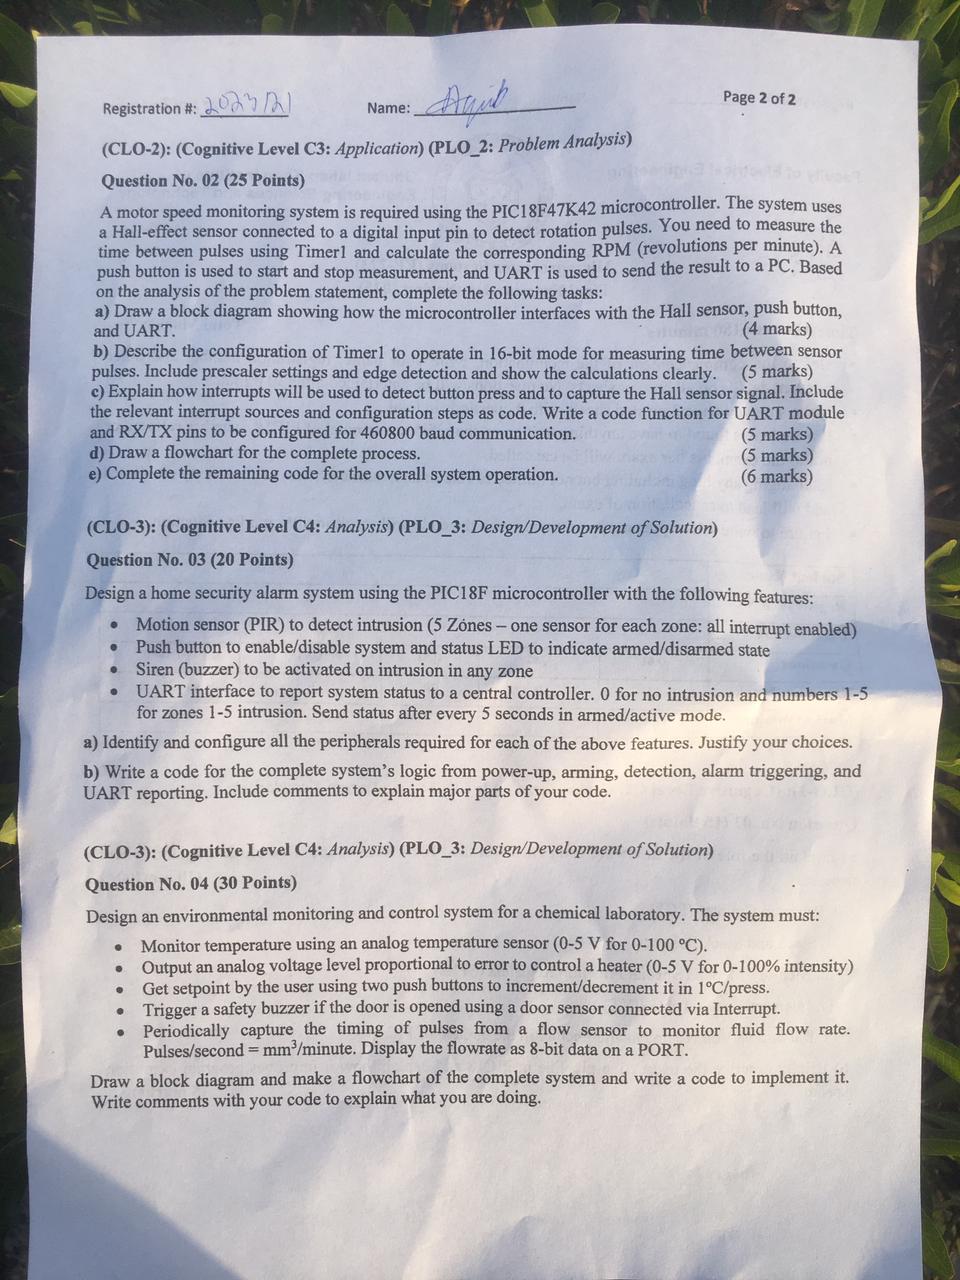 Registration #: 2023/21 Name: Aqib Page 2 of 2
(CLO-2): (Cognitive Level C3: Application) (PLO_2: Problem Analysis)
Question No. 02 (25 Points)
A motor speed monitoring system is required using the PIC18F47K42 microcontroller. The system uses
a Hall-effect sensor connected to a digital input pin to detect rotation pulses. You need to measure the
time between pulses using Timer1 and calculate the corresponding RPM (revolutions per minute). A
push button is used to start and stop measurement, and UART is used to send the result to a PC. Based
on the analysis of the problem statement, complete the following tasks:
a) Draw a block diagram showing how the microcontroller interfaces with the Hall sensor, push button,
and UART. (4 marks)
b) Describe the configuration of Timer1 to operate in 16-bit mode for measuring time between sensor
pulses. Include prescaler settings and edge detection and show the calculations clearly. (5 marks)
c) Explain how interrupts will be used to detect button press and to capture the Hall sensor signal. Include
the relevant interrupt sources and configuration steps as code. Write a code function for UART module
and RX/TX pins to be configured for 460800 baud communication. (5 marks)
d) Draw a flowchart for the complete process. (5 marks)
e) Complete the remaining code for the overall system operation. (6 marks)
(CLO-3): (Cognitive Level C4: Analysis) (PLO_3: Design/Development of Solution)
Question No. 03 (20 Points)
Design a home security alarm system using the PIC18F microcontroller with the following features:
• Motion sensor (PIR) to detect intrusion (5 Zones – one sensor for each zone: all interrupt enabled)
• Push button to enable/disable system and status LED to indicate armed/disarmed state
• Siren (buzzer) to be activated on intrusion in any zone
• UART interface to report system status to a central controller. 0 for no intrusion and numbers 1-5
for zones 1-5 intrusion. Send status after every 5 seconds in armed/active mode.
a) Identify and configure all the peripherals required for each of the above features. Justify your choices.
b) Write a code for the complete system's logic from power-up, arming, detection, alarm triggering, and
UART reporting. Include comments to explain major parts of your code.
(CLO-3): (Cognitive Level C4: Analysis) (PLO_3: Design/Development of Solution)
Question No. 04 (30 Points)
Design an environmental monitoring and control system for a chemical laboratory. The system must:
• Monitor temperature using an analog temperature sensor (0-5 V for 0-100 ºC).
• Output an analog voltage level proportional to error to control a heater (0-5 V for 0-100% intensity)
• Get setpoint by the user using two push buttons to increment/decrement it in 1ºC/press.
• Trigger a safety buzzer if the door is opened using a door sensor connected via Interrupt.
• Periodically capture the timing of pulses from a flow sensor to monitor fluid flow rate.
Pulses/second = mm³/minute. Display the flowrate as 8-bit data on a PORT.
Draw a block diagram and make a flowchart of the complete system and write a code to implement it.
Write comments with your code to explain what you are doing.